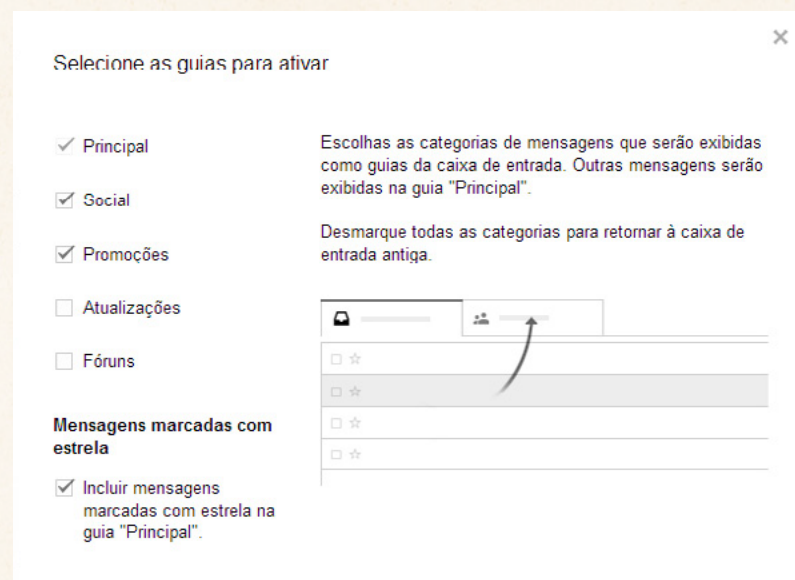 Selecione as guias para ativar
Principal
Social
Promoções
Atualizações
Fóruns
Mensagens marcadas com
estrela
Incluir mensagens
marcadas com estrela na
guia "Principal".
Escolhas as categorias de mensagens que serão exibidas
como guias da caixa de entrada. Outras mensagens serão
exibidas na guia "Principal".
Desmarque todas as categorias para retornar à caixa de
entrada antiga.